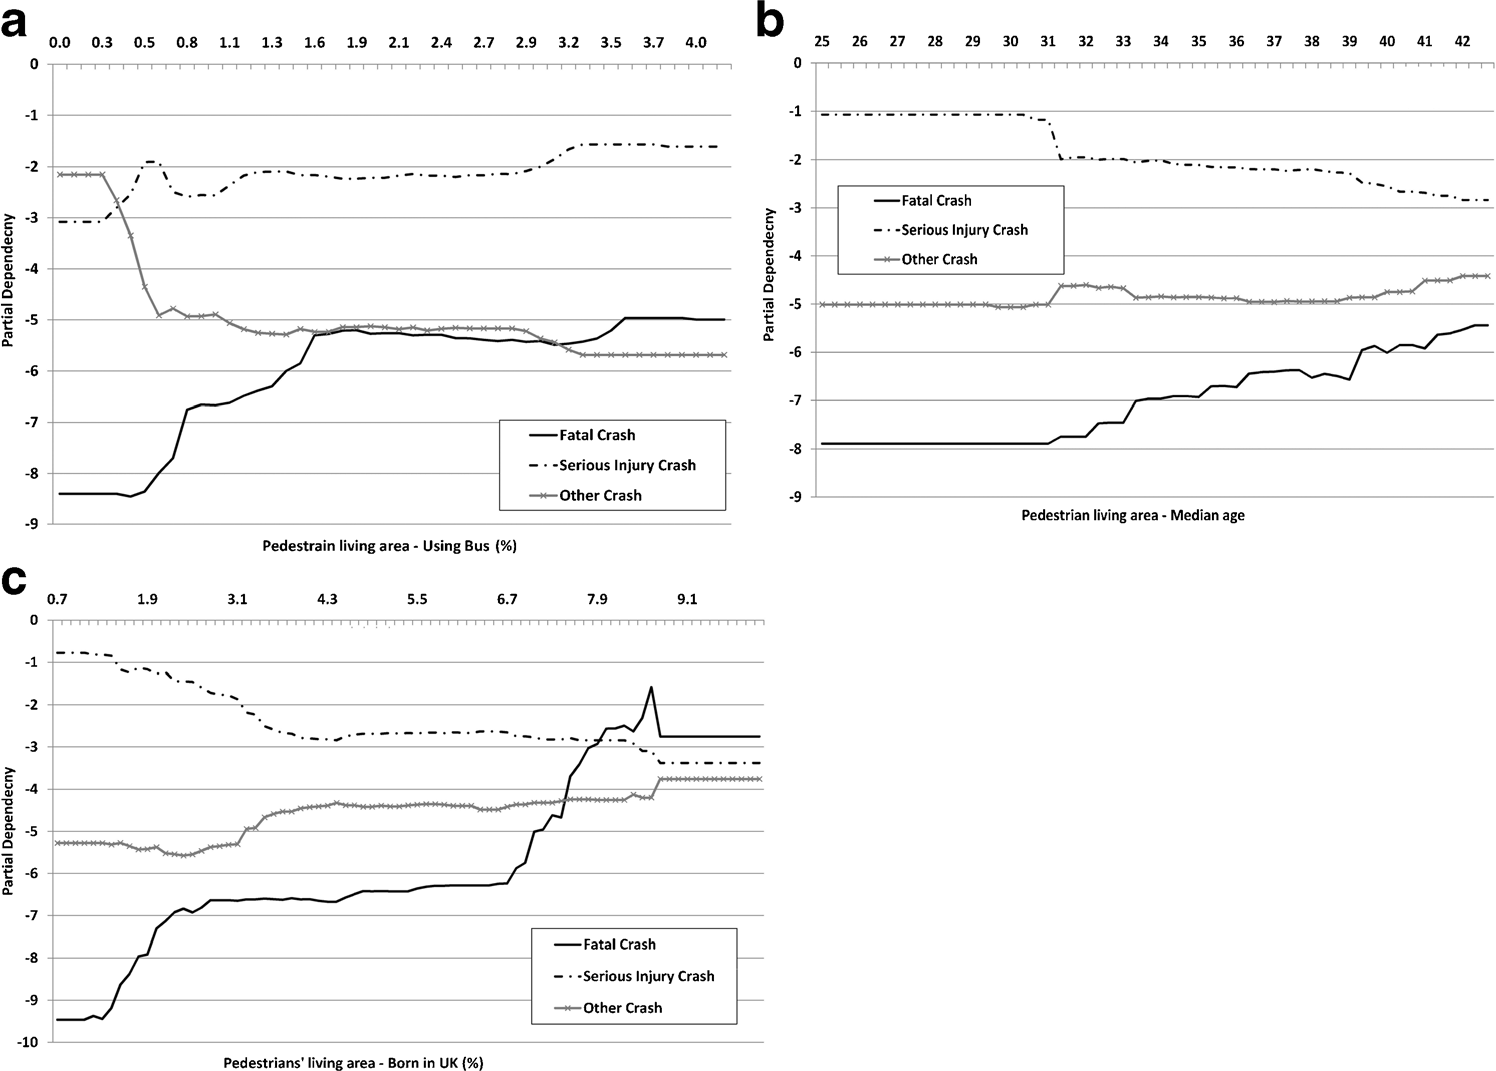 a
0.0 0.3 0.5 0.8 1.1 1.3 1.6 1.9 2.1 2.4 2.7 2.9 3.2 3.5 3.7 4.0
0
-1
-2
-3
-4
-5
-6
-7
-8
-9
Partial Dependecny
Fatal Crash
Serious Injury Crash
Other Crash
Pedestrain living area - Using Bus (%)
b
25 26 27 28 29 30 31 32 33 34 35 36 37 38 39 40 41 42
0
-1
-2
-3
-4
-5
-6
-7
-8
-9
Partial Dependecny
Fatal Crash
Serious Injury Crash
Other Crash
Pedestrian living area - Median age
c
0.7 1.9 3.1 4.3 5.5 6.7 7.9 9.1
0
-1
-2
-3
-4
-5
-6
-7
-8
-9
-10
Partial Dependecny
Fatal Crash
Serious Injury Crash
Other Crash
Pedestrians' living area - Born in UK (%)